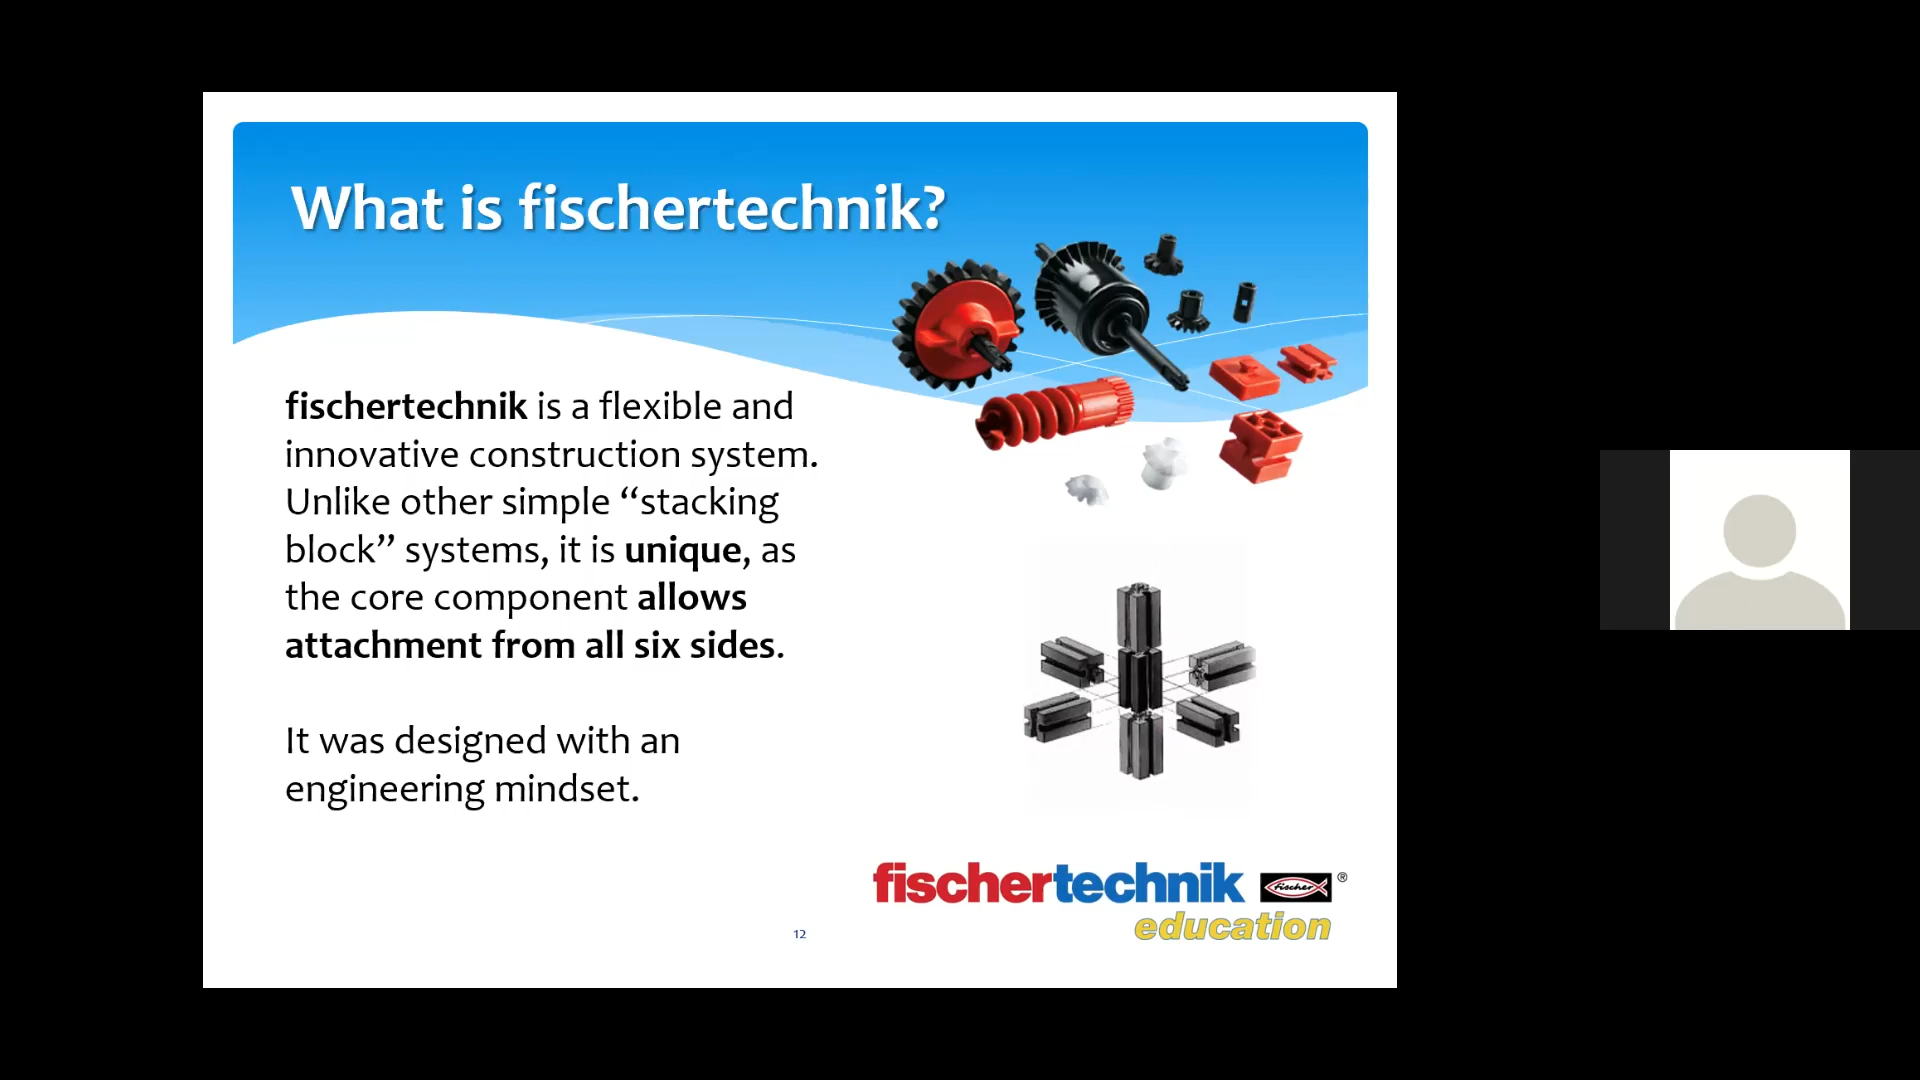 What is fischertechnik?
fischertechnik is a flexible and
innovative construction system.
Unlike other simple “stacking
block” systems, it is unique, as
the core component allows
attachment from all six sides.
It was designed with an
engineering mindset.
fischertechnik fischer ®
education
12